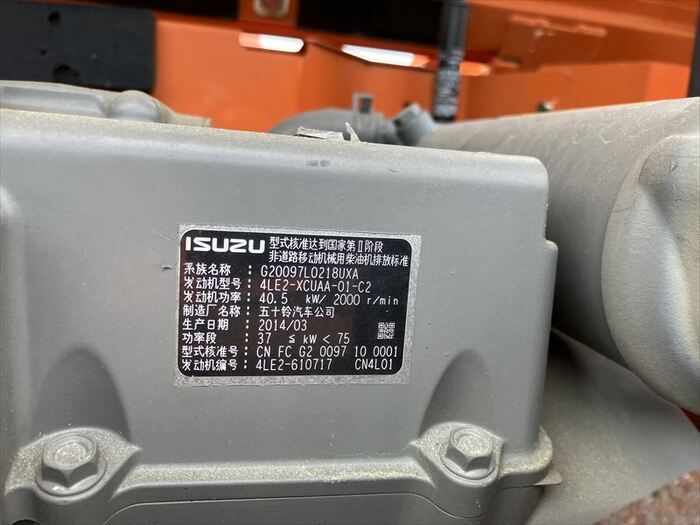 ISUZU 型式核准达到国家第Ⅱ阶段
非道路移动机械用柴油机排放标准
系族名称： G20097L0218UXA
发动机型号： 4LE2-XCUAA-01-C2
功率功率： 40.5 kW/ 2000 r/min
制造厂名称： 五十铃汽车公司
生产日期： 2014/03
功率段： 37 ≤ kW < 75
型式核准号： CN FC G2 0097 10 0001
发动机编号： 4LE2-610717 CN4L01